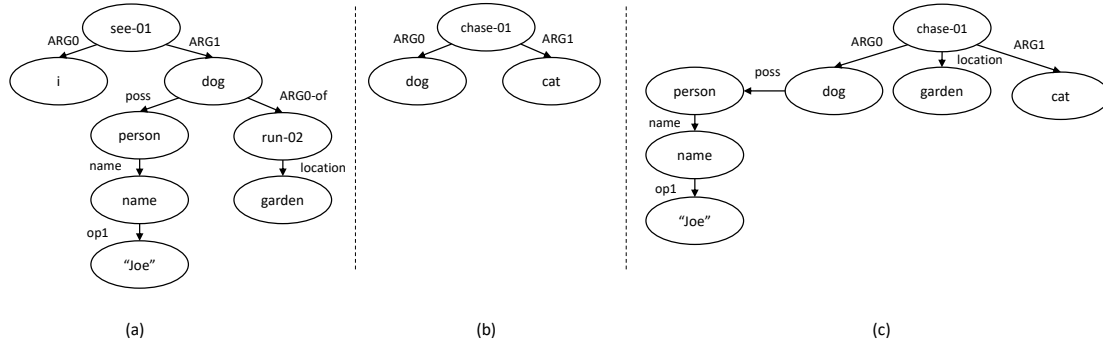 see-01
ARG0 ARG1
i dog
poss ARG0-of
person run-02
name location
name garden
op1
“Joe”
(a)
chase-01
ARG0 ARG1
dog cat
(b)
chase-01
ARG0 location ARG1
person poss dog garden cat
name
name
op1
“Joe”
(c)